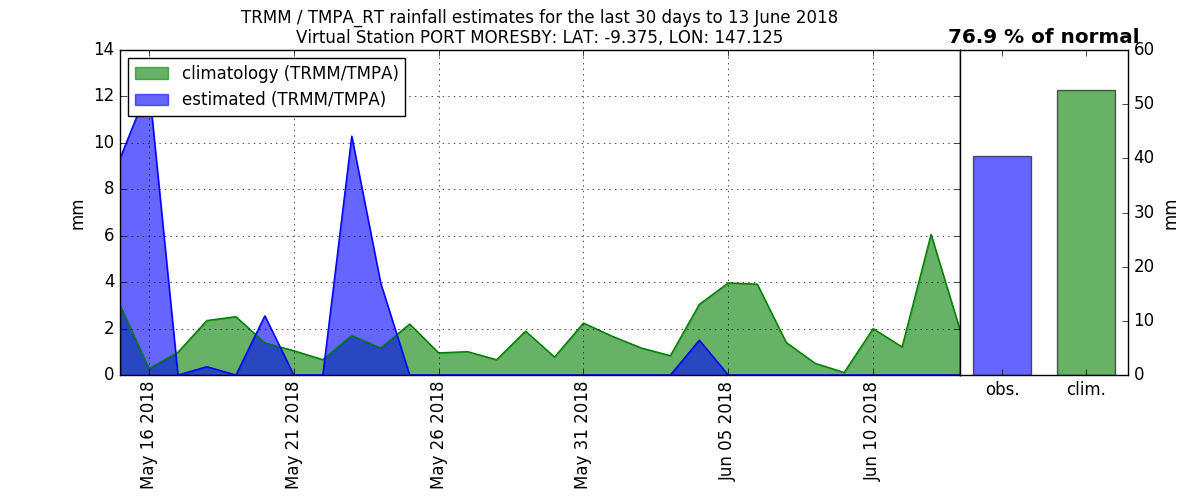 TRMM / TMPA_RT rainfall estimates for the last 30 days to 13 June 2018
Virtual Station PORT MORESBY: LAT: -9.375, LON: 147.125
76.9 % of normal
climatology (TRMM/TMPA)
estimated (TRMM/TMPA)
14
12
10
8
6
4
2
0
mm
May 16 2018
May 21 2018
May 26 2018
May 31 2018
Jun 05 2018
Jun 10 2018
obs.
clim.
60
50
40
30
20
10
0
mm